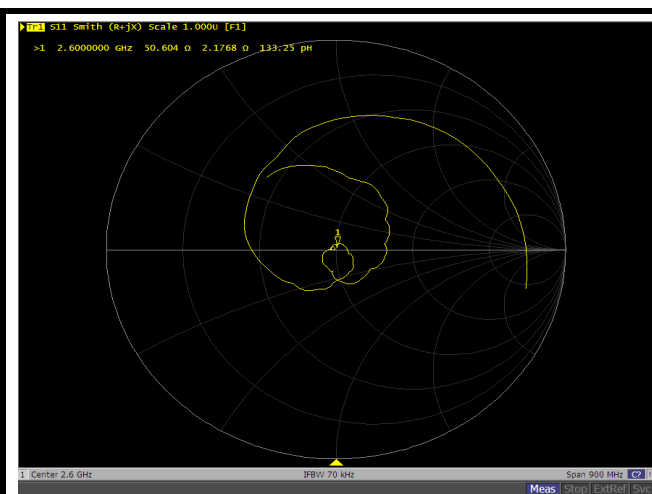 Tr1 S11 Smith (R+jX) Scale 1.000U [F1]
>1 2.6000000 GHz 50.604 Ω 2.1768 Ω 133.25 pH
1
1 Center 2.6 GHz IFBW 70 kHz Span 900 MHz C?
Meas Stop ExtRef Svc